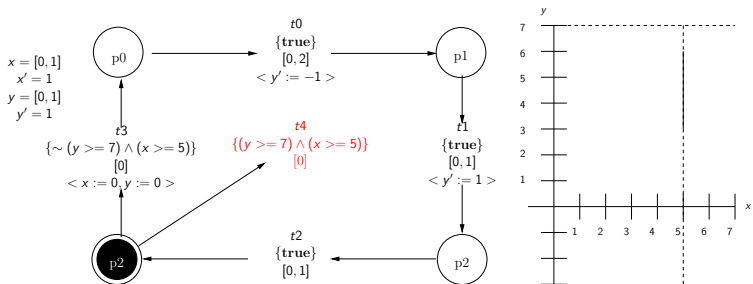 x = [0, 1]
x′ = 1
y = [0, 1]
y′ = 1
p0
t0
{true}
[0, 2]
< y′ := −1 >
p1
t3
{∼ (y >= 7) ∧ (x >= 5)}
[0]
< x := 0, y := 0 >
t4
{(y >= 7) ∧ (x >= 5)}
[0]
t1
{true}
[0, 1]
< y′ := 1 >
p2
t2
{true}
[0, 1]
p2
y
7
6
5
4
3
2
1
x
1 2 3 4 5 6 7